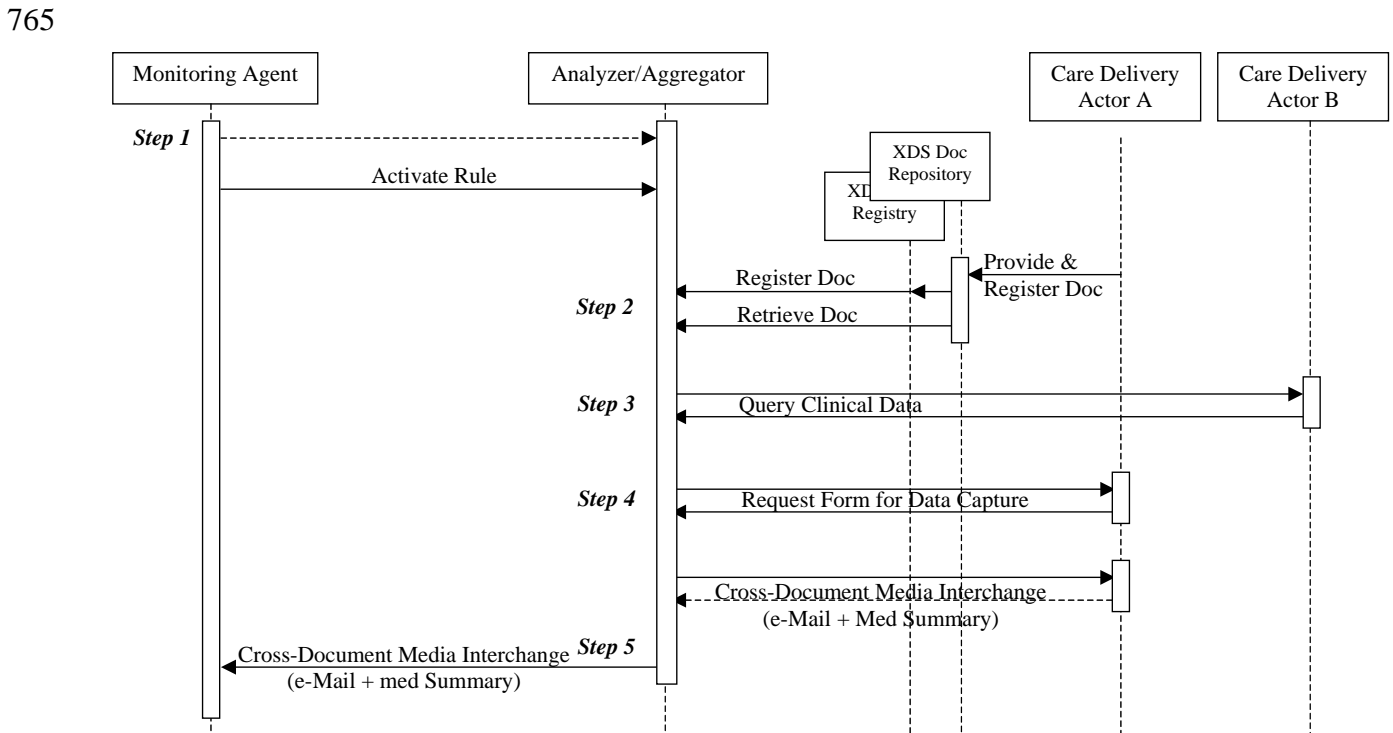 765
Monitoring Agent
Analyzer/Aggregator
Care Delivery
Actor A
Care Delivery
Actor B
Step 1
XDS Doc
Repository
Activate Rule
Registry
Provide &
Register Doc
Register Doc
Step 2
Retrieve Doc
Step 3
Query Clinical Data
Step 4
Request Form for Data Capture
Cross-Document Media Interchange
(e-Mail + Med Summary)
Step 5
Cross-Document Media Interchange
(e-Mail + med Summary)